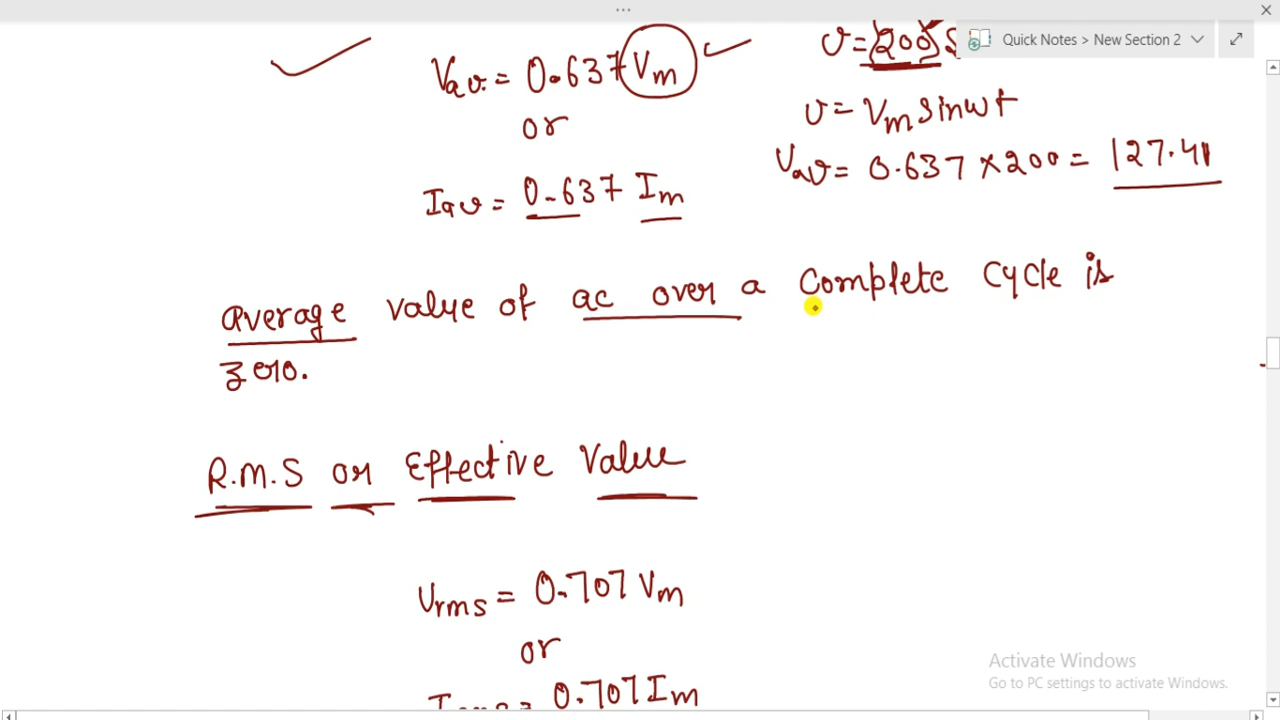 Quick Notes > New Section 2
υ = 200 S
Vav. = 0.637 Vm
υ = Vm sinωt
or
Vav = 0.637 × 200 = 127.4
Iav = 0.637 Im
Average value of ac over a complete cycle is
zero.
R.M.S or Effective Value
Vrms = 0.707 Vm
or
= 0.707 Im
Activate Windows
Go to PC settings to activate Windows.